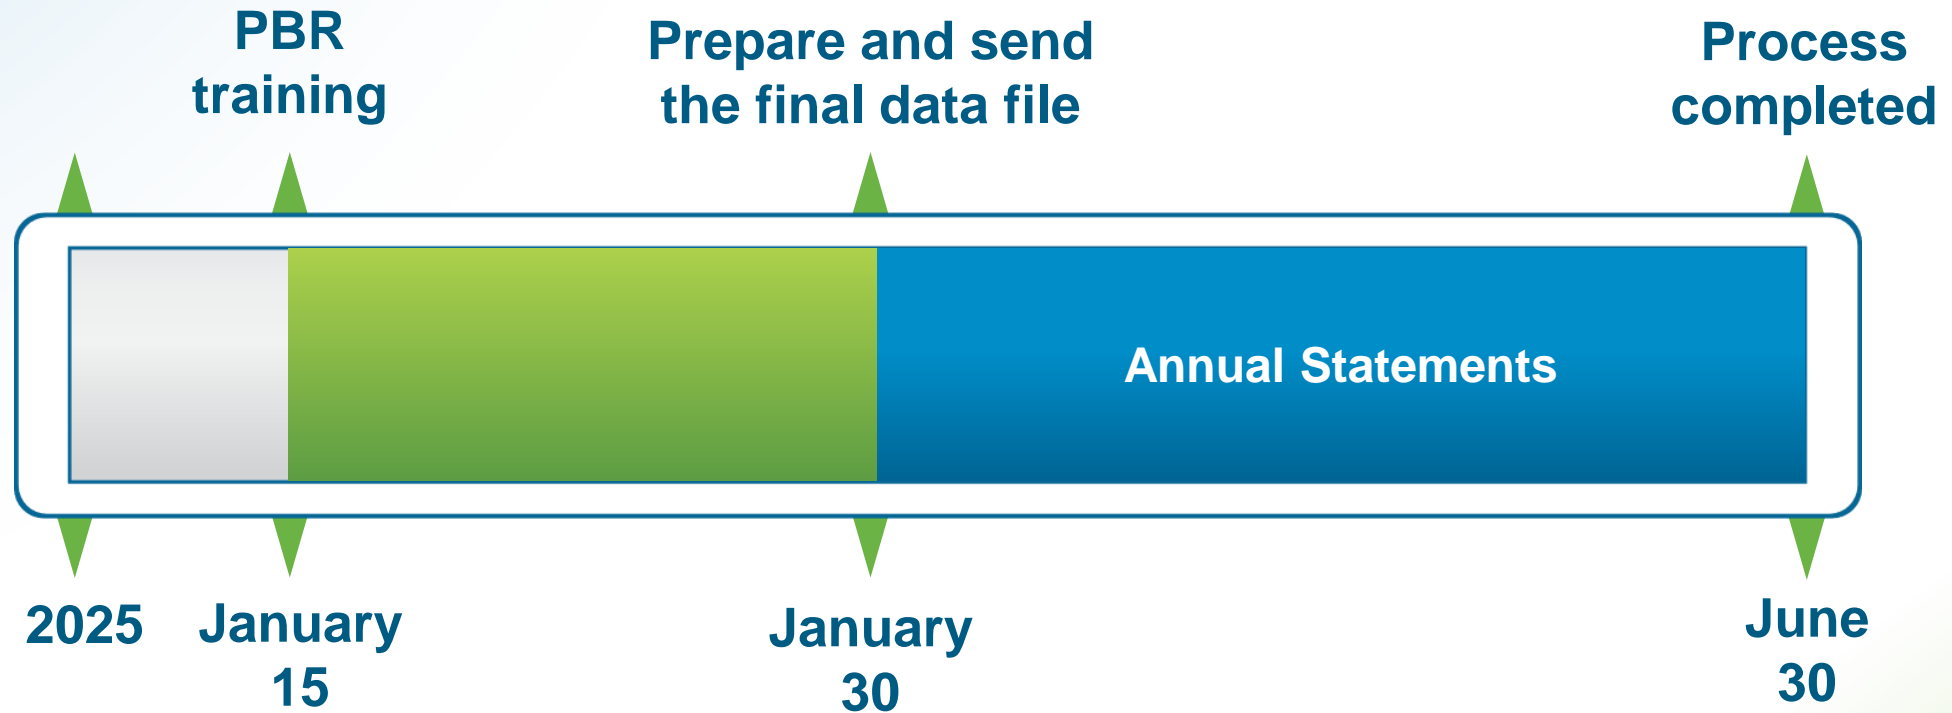 PBR
training
Prepare and send
the final data file
Process
completed
Annual Statements
2025
January
15
January
30
June
30